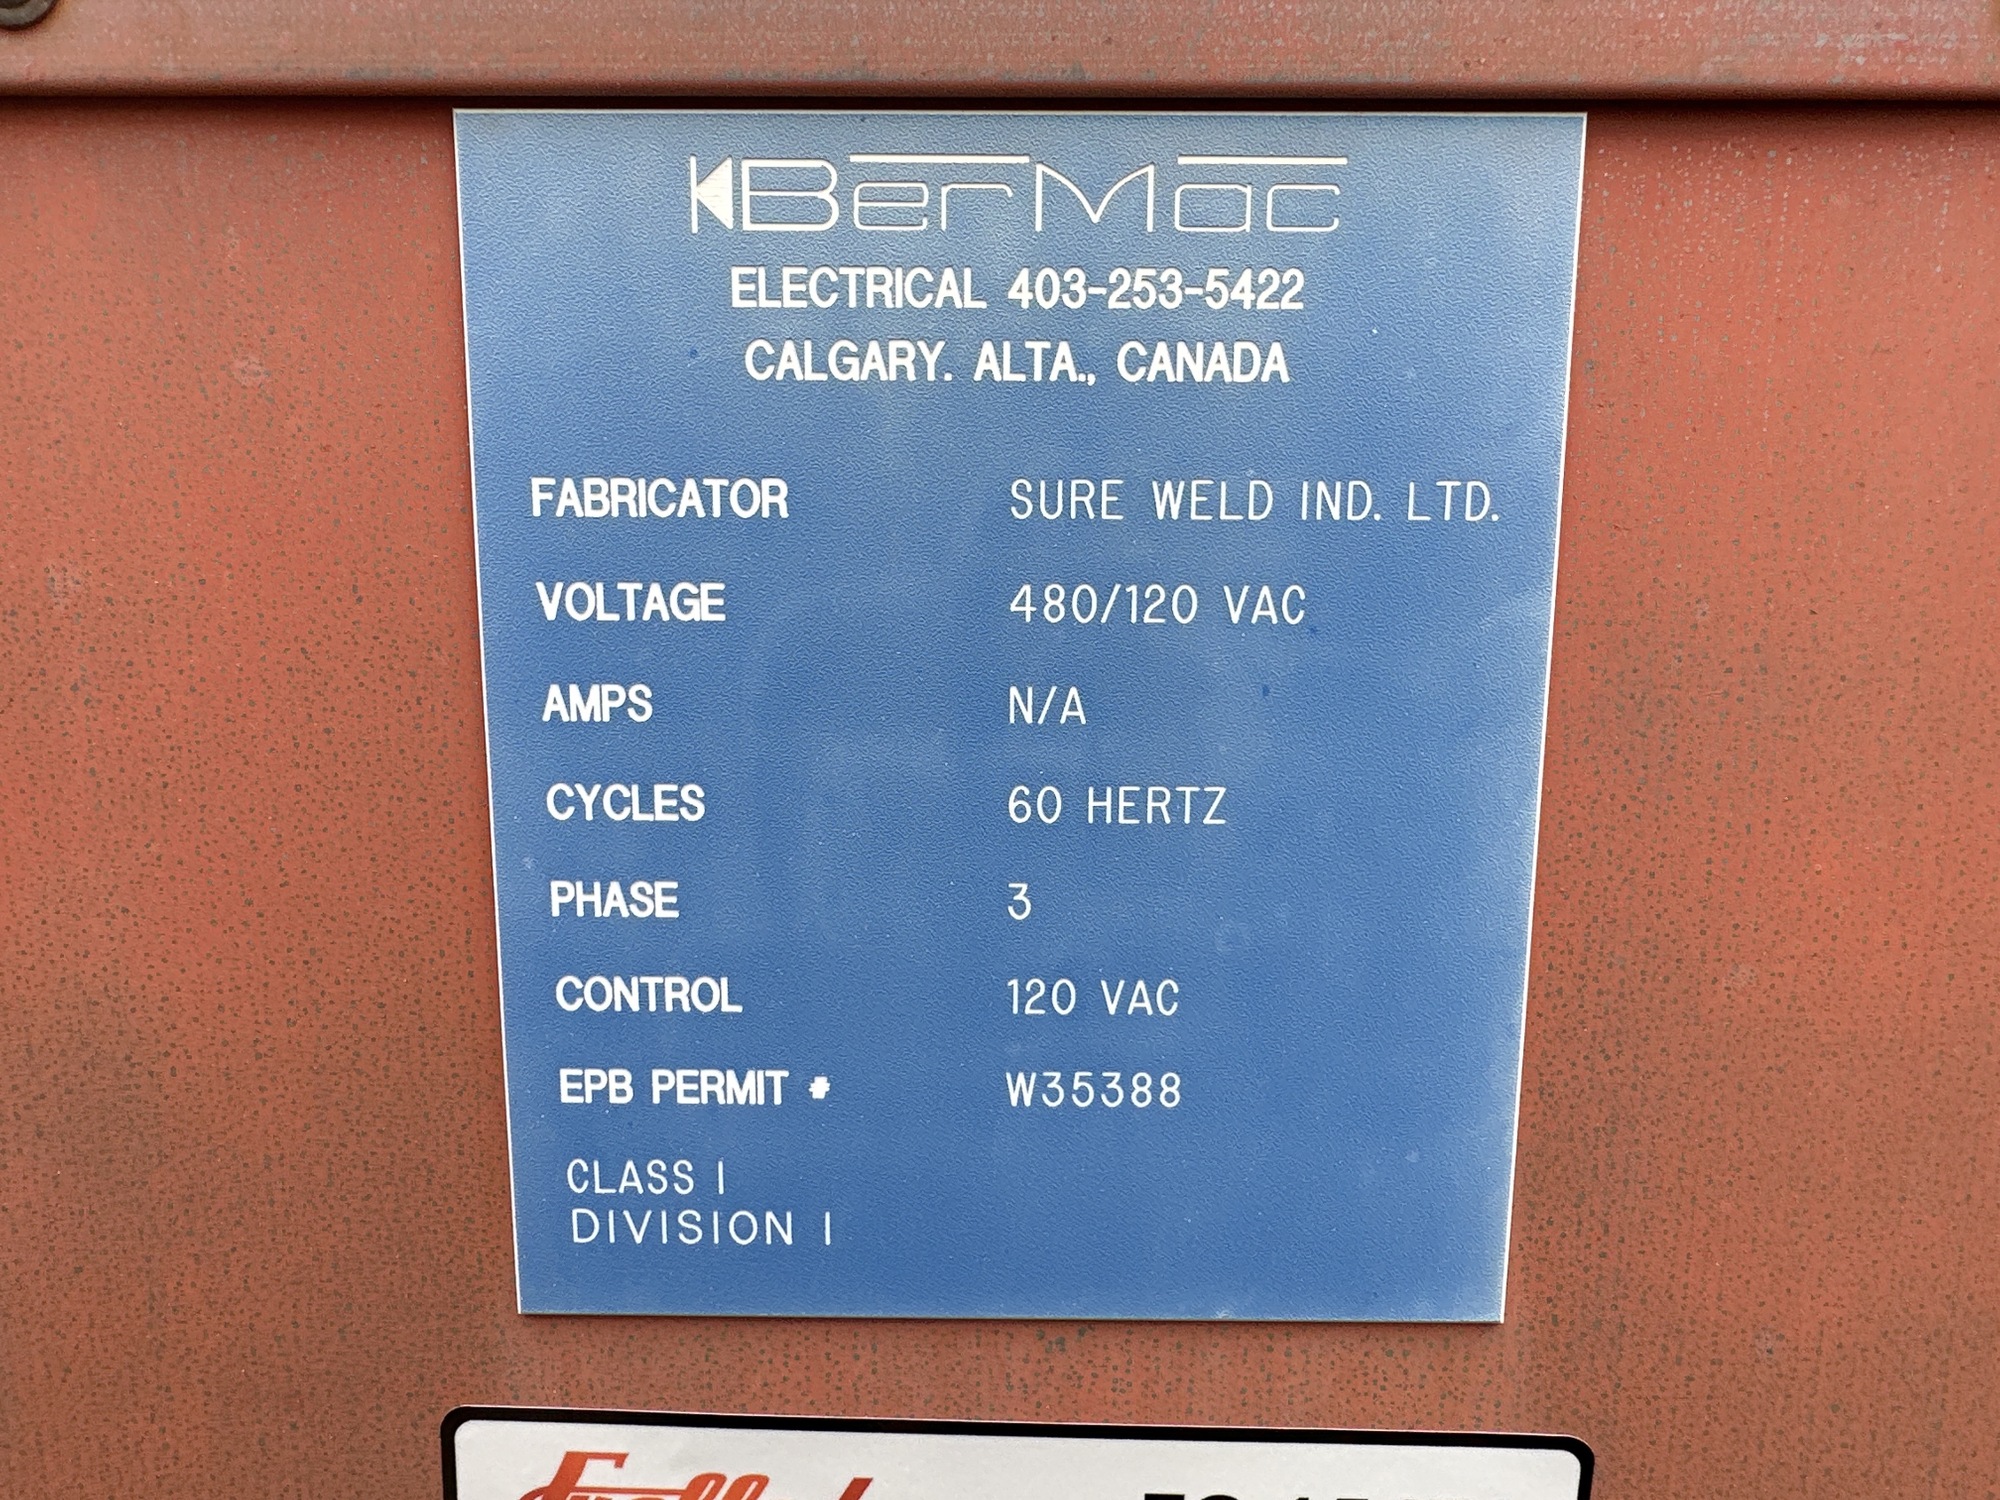 BerMac
ELECTRICAL 403-253-5422
CALGARY. ALTA., CANADA
FABRICATOR SURE WELD IND. LTD.
VOLTAGE 480/120 VAC
AMPS N/A
CYCLES 60 HERTZ
PHASE 3
CONTROL 120 VAC
EPB PERMIT # W35388
CLASS I
DIVISION I